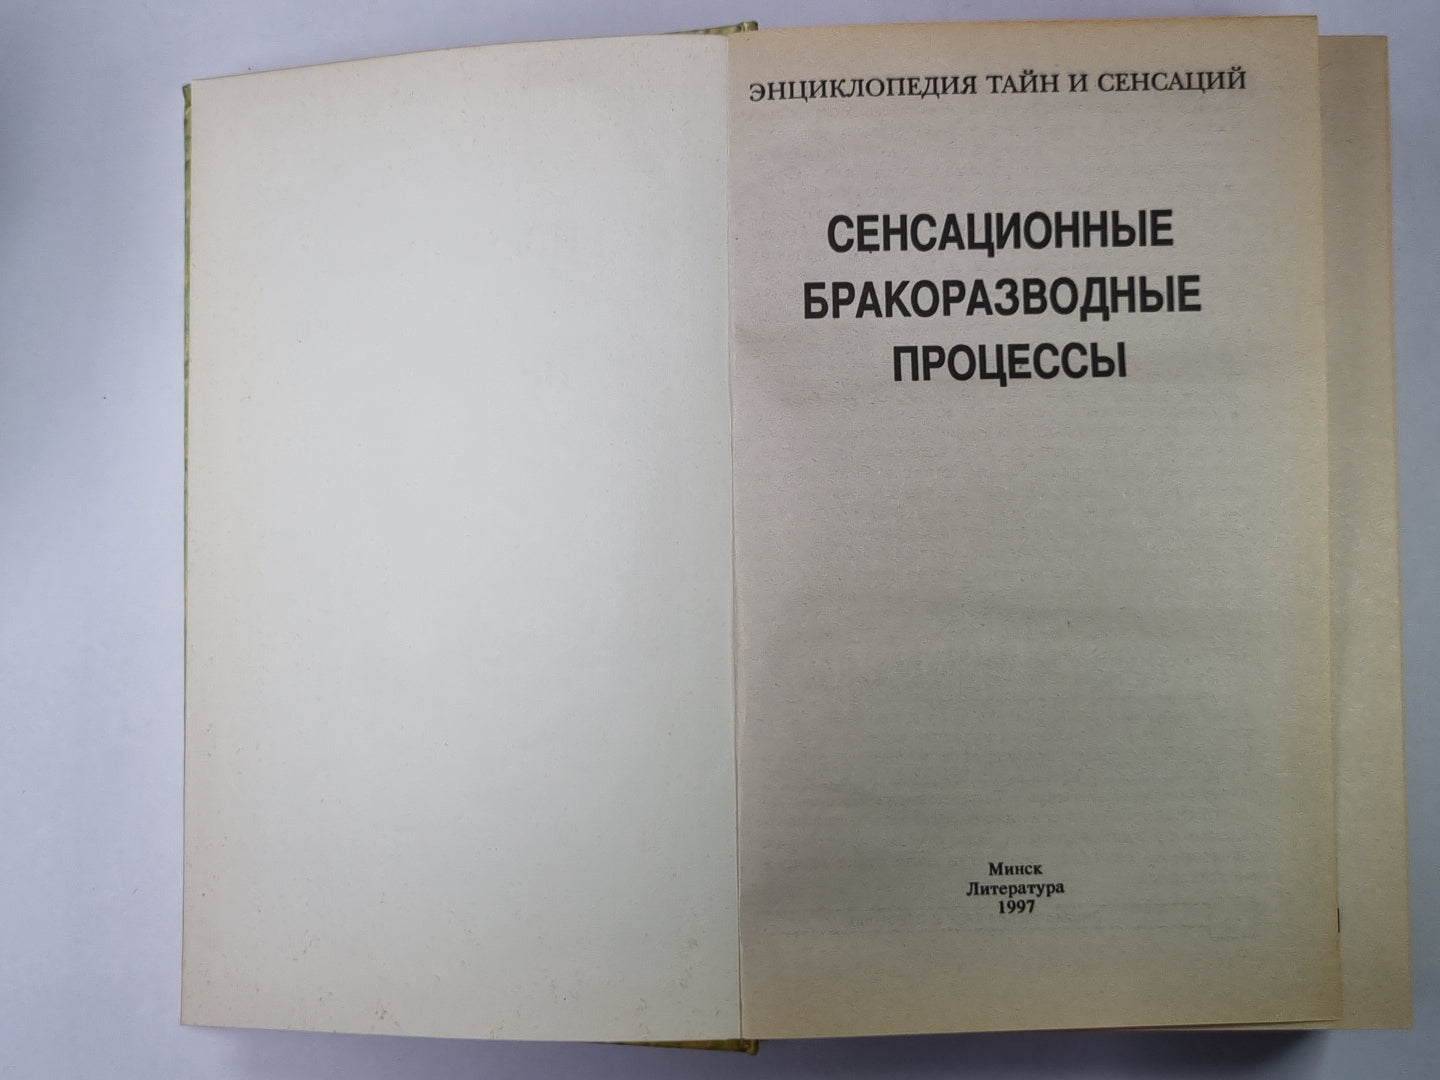 ЭНЦИКЛОПЕДИЯ ТАЙН И СЕНСАЦИЙ
СЕНСАЦИОННЫЕ
БРАКОРАЗВОДНЫЕ
ПРОЦЕССЫ
Минск
Литература
1997